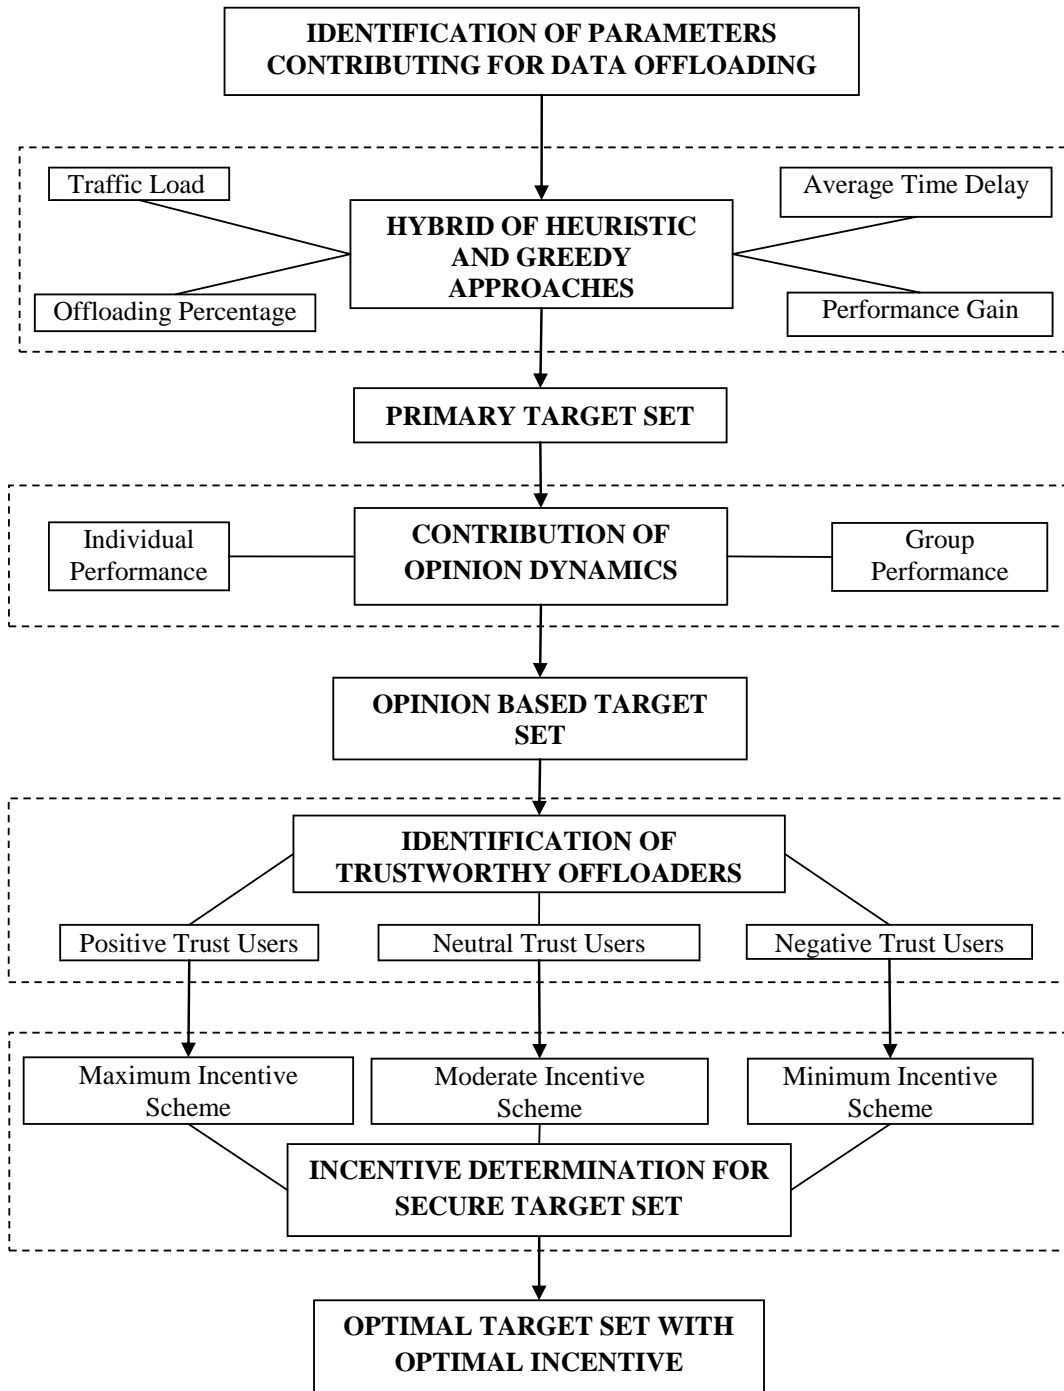 IDENTIFICATION OF PARAMETERS
CONTRIBUTING FOR DATA OFFLOADING
Traffic Load
Average Time Delay
HYBRID OF HEURISTIC
AND GREEDY
APPROACHES
Offloading Percentage
Performance Gain
PRIMARY TARGET SET
Individual
Performance
CONTRIBUTION OF
OPINION DYNAMICS
Group
Performance
OPINION BASED TARGET
SET
IDENTIFICATION OF
TRUSTWORTHY OFFLOADERS
Positive Trust Users
Neutral Trust Users
Negative Trust Users
Maximum Incentive
Scheme
Moderate Incentive
Scheme
Minimum Incentive
Scheme
INCENTIVE DETERMINATION FOR
SECURE TARGET SET
OPTIMAL TARGET SET WITH
OPTIMAL INCENTIVE